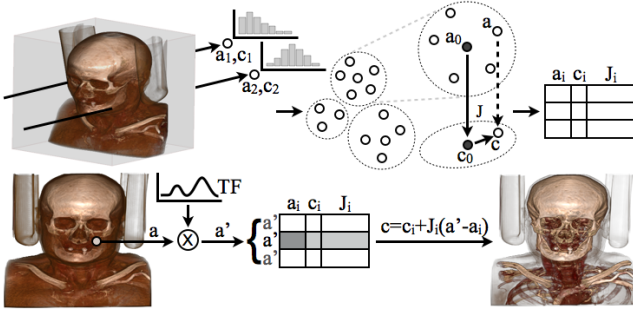 a₁,c₁
a₂,c₂
a₀
a
J
c₀
c
aᵢ cᵢ Jᵢ
a
TF
X
a'
a'
a'
a'
aᵢ cᵢ Jᵢ
c=cᵢ+Jᵢ(a'-aᵢ)